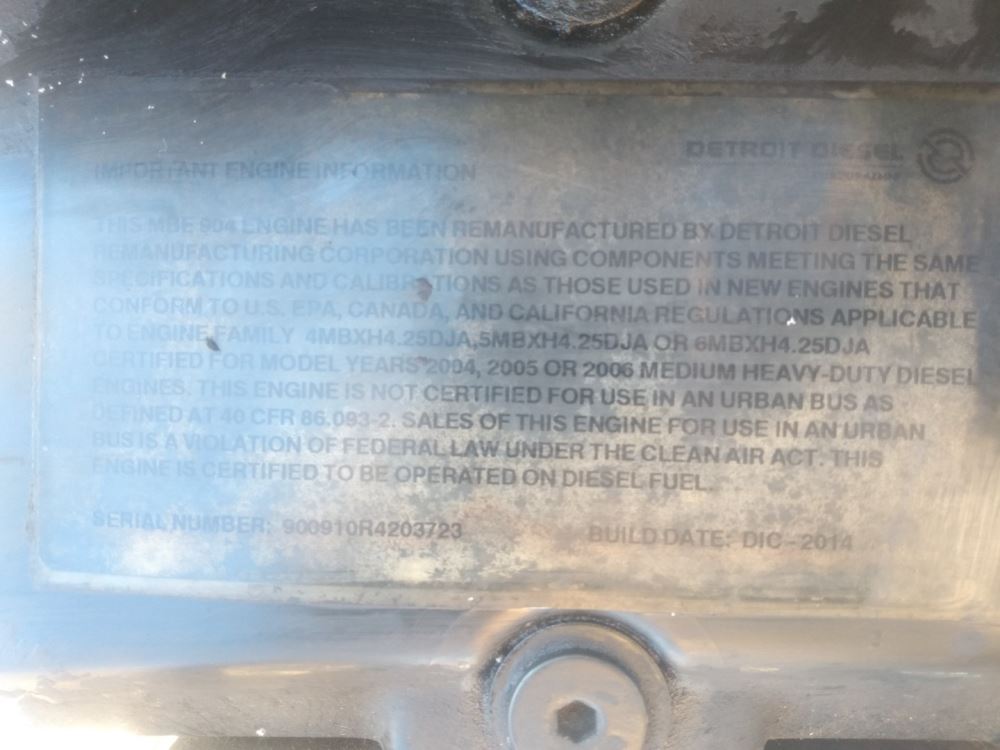 DETROIT DIESEL
IMPORTANT ENGINE INFORMATION
THIS MBE 904 ENGINE HAS BEEN REMANUFACTURED BY DETROIT DIESEL
REMANUFACTURING CORPORATION USING COMPONENTS MEETING THE SAME
SPECIFICATIONS AND CALIBRATIONS AS THOSE USED IN NEW ENGINES THAT
CONFORM TO U.S. EPA, CANADA, AND CALIFORNIA REGULATIONS APPLICABLE
TO ENGINE FAMILY 4MBXH4.25DJA,5MBXH4.25DJA OR 6MBXH4.25DJA
CERTIFIED FOR MODEL YEARS 2004, 2005 OR 2006 MEDIUM HEAVY-DUTY DIESEL
ENGINES. THIS ENGINE IS NOT CERTIFIED FOR USE IN AN URBAN BUS AS
DEFINED AT 40 CFR 86.093-2. SALES OF THIS ENGINE FOR USE IN AN URBAN
BUS IS A VIOLATION OF FEDERAL LAW UNDER THE CLEAN AIR ACT. THIS
ENGINE IS CERTIFIED TO BE OPERATED ON DIESEL FUEL.
SERIAL NUMBER: 900910R4203723 BUILD DATE: DIC - 2014